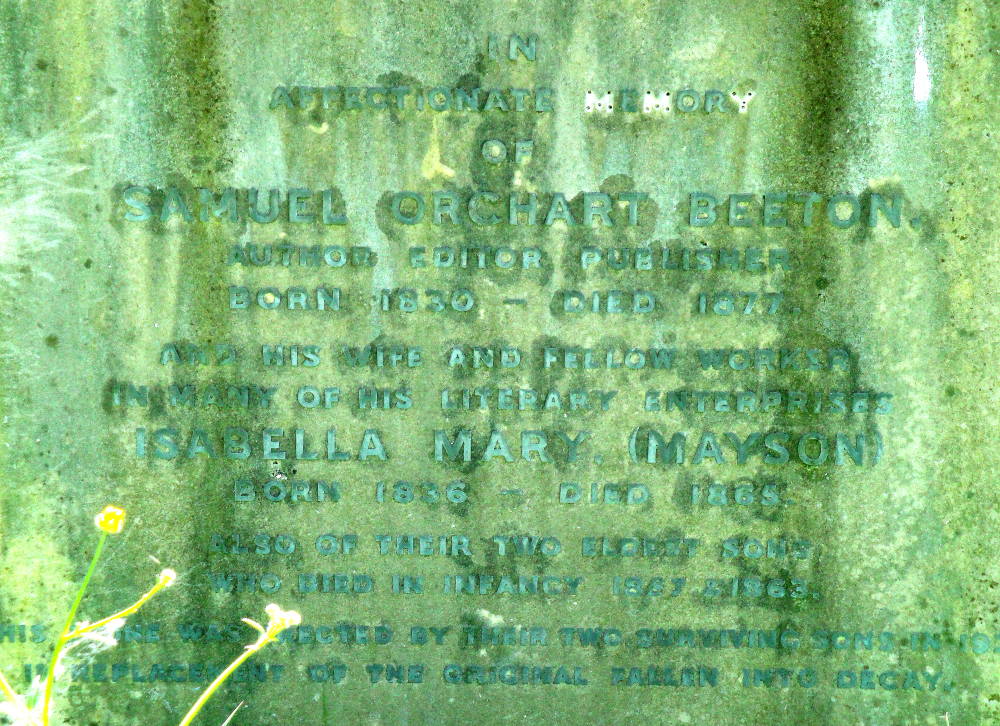 IN
AFFECTIONATE MEMORY
OF
SAMUEL ORCHART BEETON,
AUTHOR EDITOR PUBLISHER
BORN 1830 – DIED 1877.
AND HIS WIFE AND FELLOW WORKER
IN MANY OF HIS LITERARY ENTERPRISES
ISABELLA MARY, (MAYSON)
BORN 1836 – DIED 1865.
ALSO OF THEIR TWO ELDEST SONS
WHO DIED IN INFANCY 1857 & 1863.
WAS ERECTED BY THEIR TWO SURVIVING SONS IN
REPLACEMENT OF THE ORIGINAL FALLEN INTO DECAY.